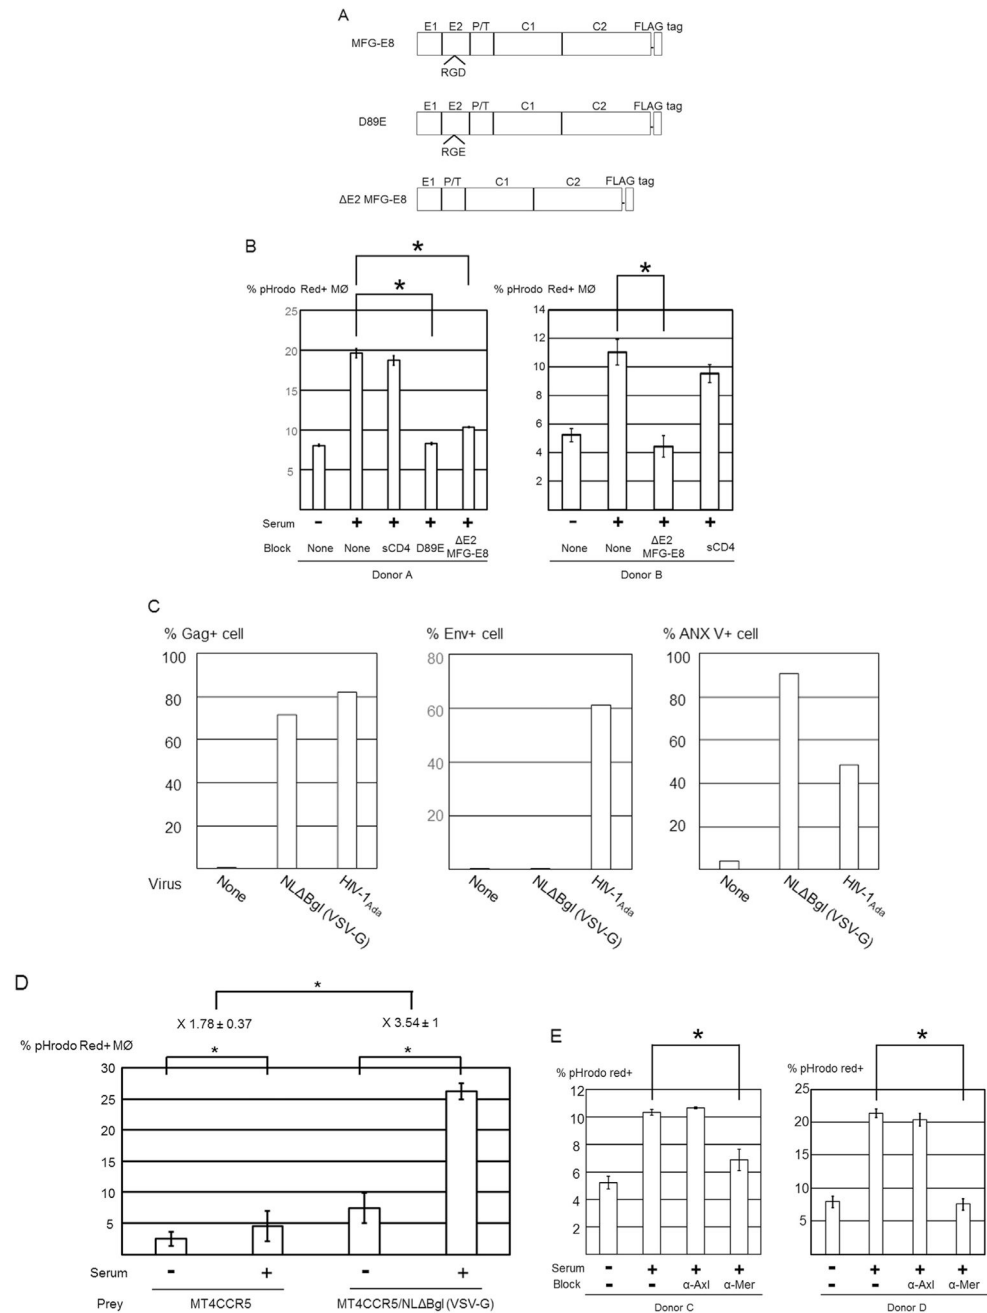 A
E1 E2 P/T C1 C2 FLAG tag
MFG-E8
RGD
E1 E2 P/T C1 C2 FLAG tag
D89E
RGE
E1 P/T C1 C2 FLAG tag
ΔE2 MFG-E8
B
* *
% pHrodo Red+ MØ
25
20
15
10
5
Serum - + + + +
Block None None sCD4 D89E ΔE2 MFG-E8
Donor A
*
% pHrodo Red+ MØ
14
12
10
8
6
4
2
- + + +
None None ΔE2 MFG-E8 sCD4
Donor B
C
% Gag+ cell
100
80
60
40
20
Virus None NLΔBgl (VSV-G) HIV-1Ada
% Env+ cell
80
60
40
20
None NLΔBgl (VSV-G) HIV-1Ada
% ANX V+ cell
100
80
60
40
20
None NLΔBgl (VSV-G) HIV-1Ada
D
*
X 1.78 ± 0.37 X 3.54 ± 1
% pHrodo Red+ MØ
* *
30
25
20
15
10
5
Serum - + - +
Prey MT4CCR5 MT4CCR5/NLΔBgl (VSV-G)
E
*
% pHrodo red+
12
10
8
6
4
2
Serum - + + +
Block - - α-Axl α-Mer
Donor C
*
% pHrodo red+
25
20
15
10
5
- + + +
- - α-Axl α-Mer
Donor D